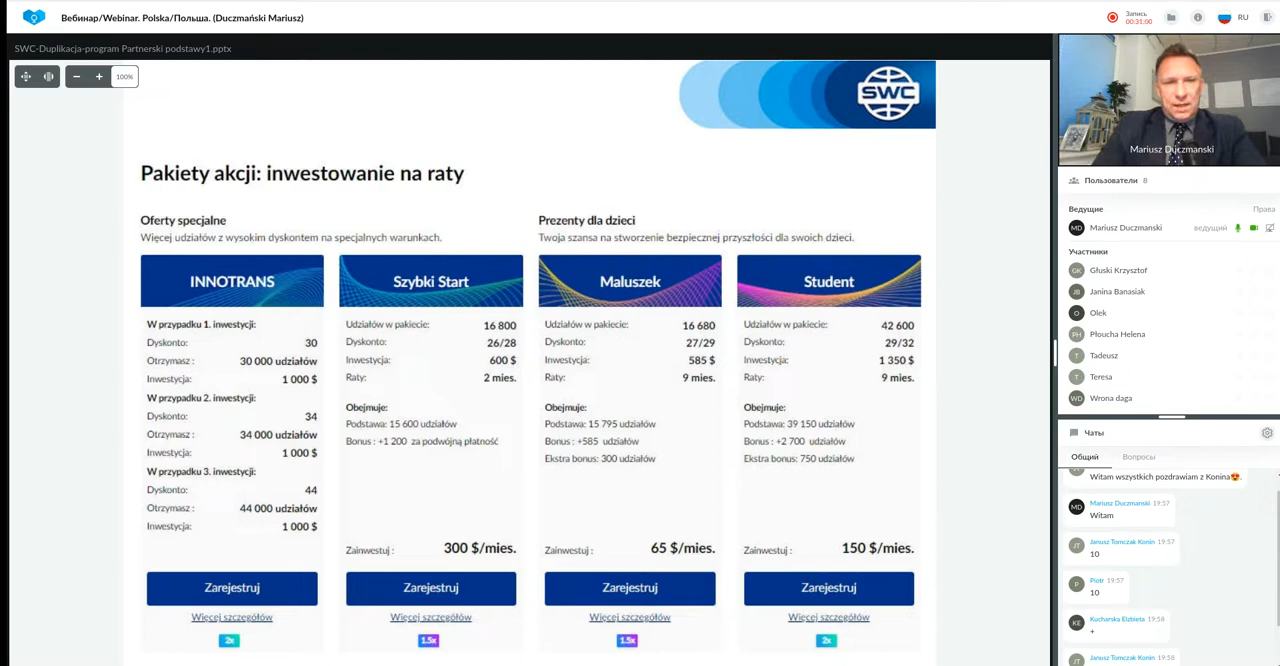 Вебинар/Webinar. Polska/Польша. (Duczmański Mariusz)
Запись
00:31:00
RU
SWC-Duplikacja-program Partnerski podstawy1.pptx
100%
SWC
Pakiety akcji: inwestowanie na raty
Oferty specjalne
Więcej udziałów z wysokim dyskontem na specjalnych warunkach.
Prezenty dla dzieci
Twoja szansa na stworzenie bezpiecznej przyszłości dla swoich dzieci.
INNOTRANS
W przypadku 1. inwestycji:
Dyskonto: 30
Otrzymasz : 30 000 udziałów
Inwestycja: 1 000 $
W przypadku 2. inwestycji:
Dyskonto: 34
Otrzymasz : 34 000 udziałów
Inwestycja: 1 000 $
W przypadku 3. inwestycji:
Dyskonto: 44
Otrzymasz : 44 000 udziałów
Inwestycja: 1 000 $
Zarejestruj
Więcej szczegółów
2x
Szybki Start
Udziałów w pakiecie: 16 800
Dyskonto: 26/28
Inwestycja: 600 $
Raty: 2 mies.
Obejmuje:
Podstawa: 15 600 udziałów
Bonus : +1 200 za podwójną płatność
Zainwestuj : 300 $/mies.
Zarejestruj
Więcej szczegółów
1.5x
Maluszek
Udziałów w pakiecie: 16 680
Dyskonto: 27/29
Inwestycja: 585 $
Raty: 9 mies.
Obejmuje:
Podstawa: 15 795 udziałów
Bonus : +585 udziałów
Ekstra bonus: 300 udziałów
Zainwestuj : 65 $/mies.
Zarejestruj
Więcej szczegółów
1.5x
Student
Udziałów w pakiecie: 42 600
Dyskonto: 29/32
Inwestycja: 1 350 $
Raty: 9 mies.
Obejmuje:
Podstawa: 39 150 udziałów
Bonus : +2 700 udziałów
Ekstra bonus: 750 udziałów
Zainwestuj : 150 $/mies.
Zarejestruj
Więcej szczegółów
2x
Mariusz Duczmanski
Пользователи 8
Ведущие Права
MD Mariusz Duczmanski ведущий
Участники
GK Głuski Krzysztof
JB Janina Banasiak
O Olek
PH Płoucha Helena
T Tadeusz
T Teresa
WD Wrona daga
Чаты
Общий Вопросы
Witam wszystkich pozdrawiam z Konina😍.
MD Mariusz Duczmanski 19:57
Witam
JT Janusz Tomczak Konin 19:57
10
P Piotr 19:57
10
KE Kucharska Elzbieta 19:58
+
JT Janusz Tomczak Konin 19:58